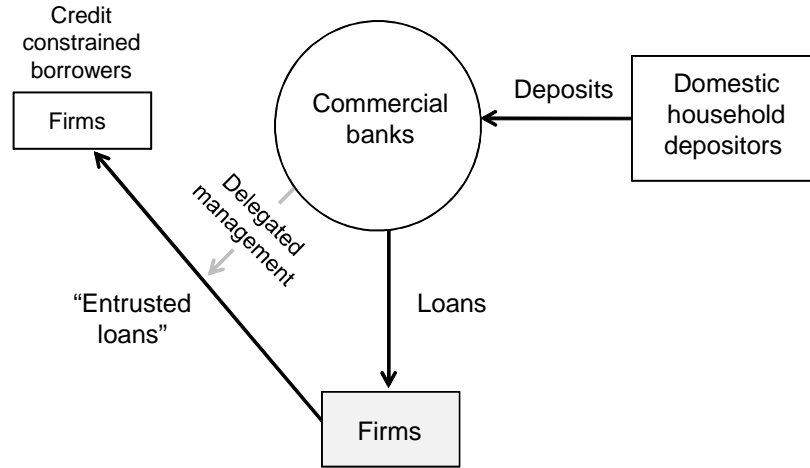 Credit
constrained
borrowers
Firms
Commercial
banks
Deposits
Domestic
household
depositors
Delegated
management
“Entrusted
loans”
Loans
Firms